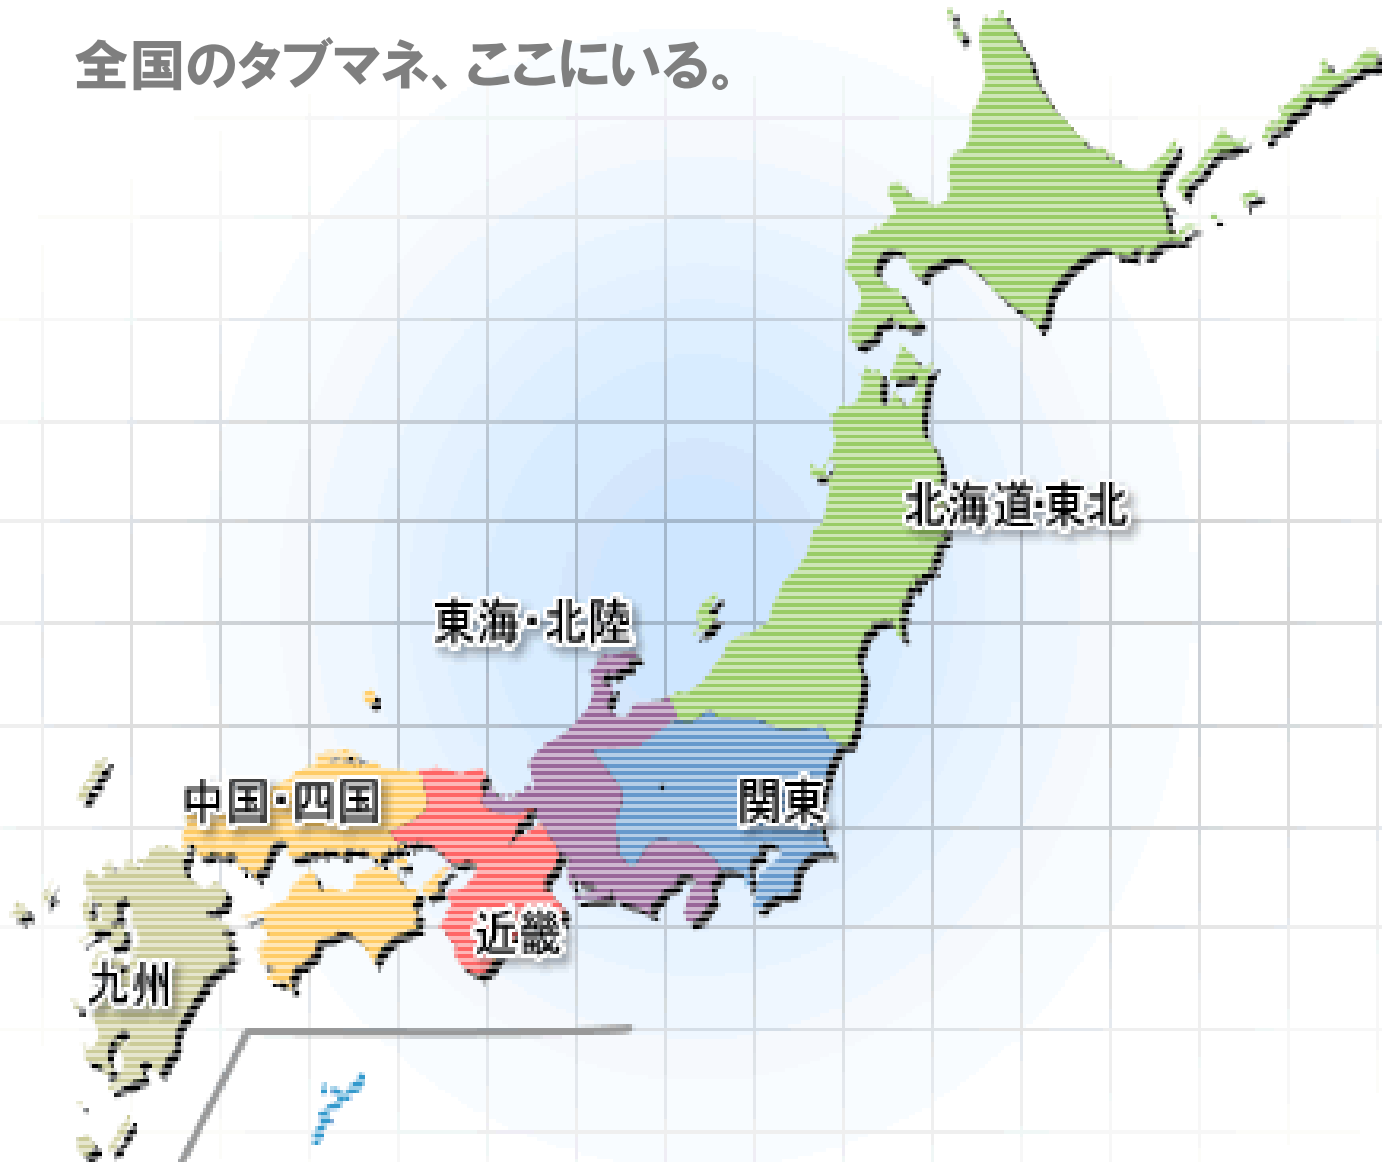 全国のタブマネ、ここにいる。
北海道・東北
東海・北陸
中国・四国
関東
近畿
九州